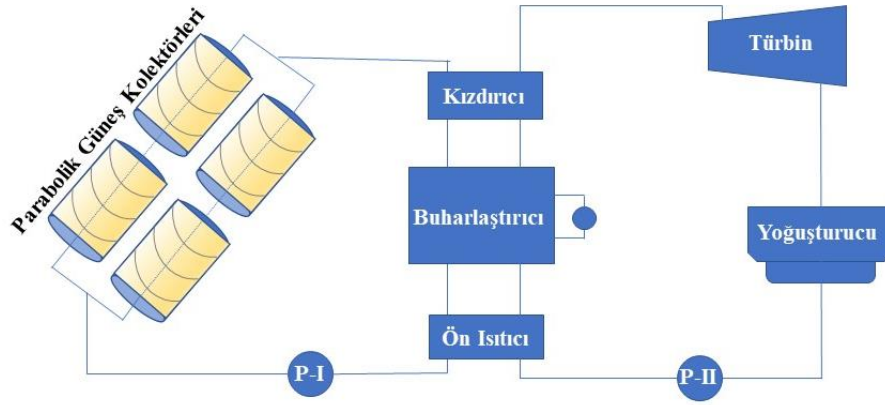 Parabolik Güneş Kolektörleri
Kızdırıcı
Türbin
Buharlaştırıcı
Yoğuşturucu
Ön Isıtıcı
P-I
P-II